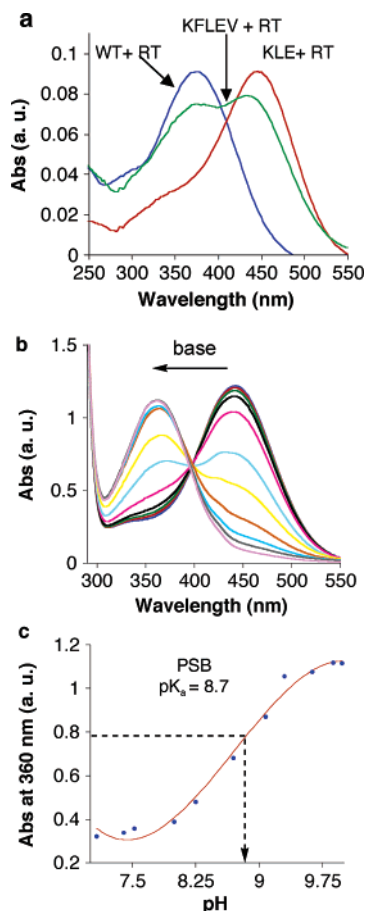 a
KFLEV + RT
WT+ RT
KLE+ RT
Abs (a. u.)
0.1
0.08
0.06
0.04
0.02
0
250 300 350 400 450 500 550
Wavelength (nm)
b
base
Abs (a. u.)
1.5
1
0.5
0
300 350 400 450 500 550
Wavelength (nm)
c
PSB
pKa = 8.7
Abs at 360 nm (a. u.)
1.2
1
0.8
0.6
0.4
0.2
7.5 8.25 9 9.75
pH